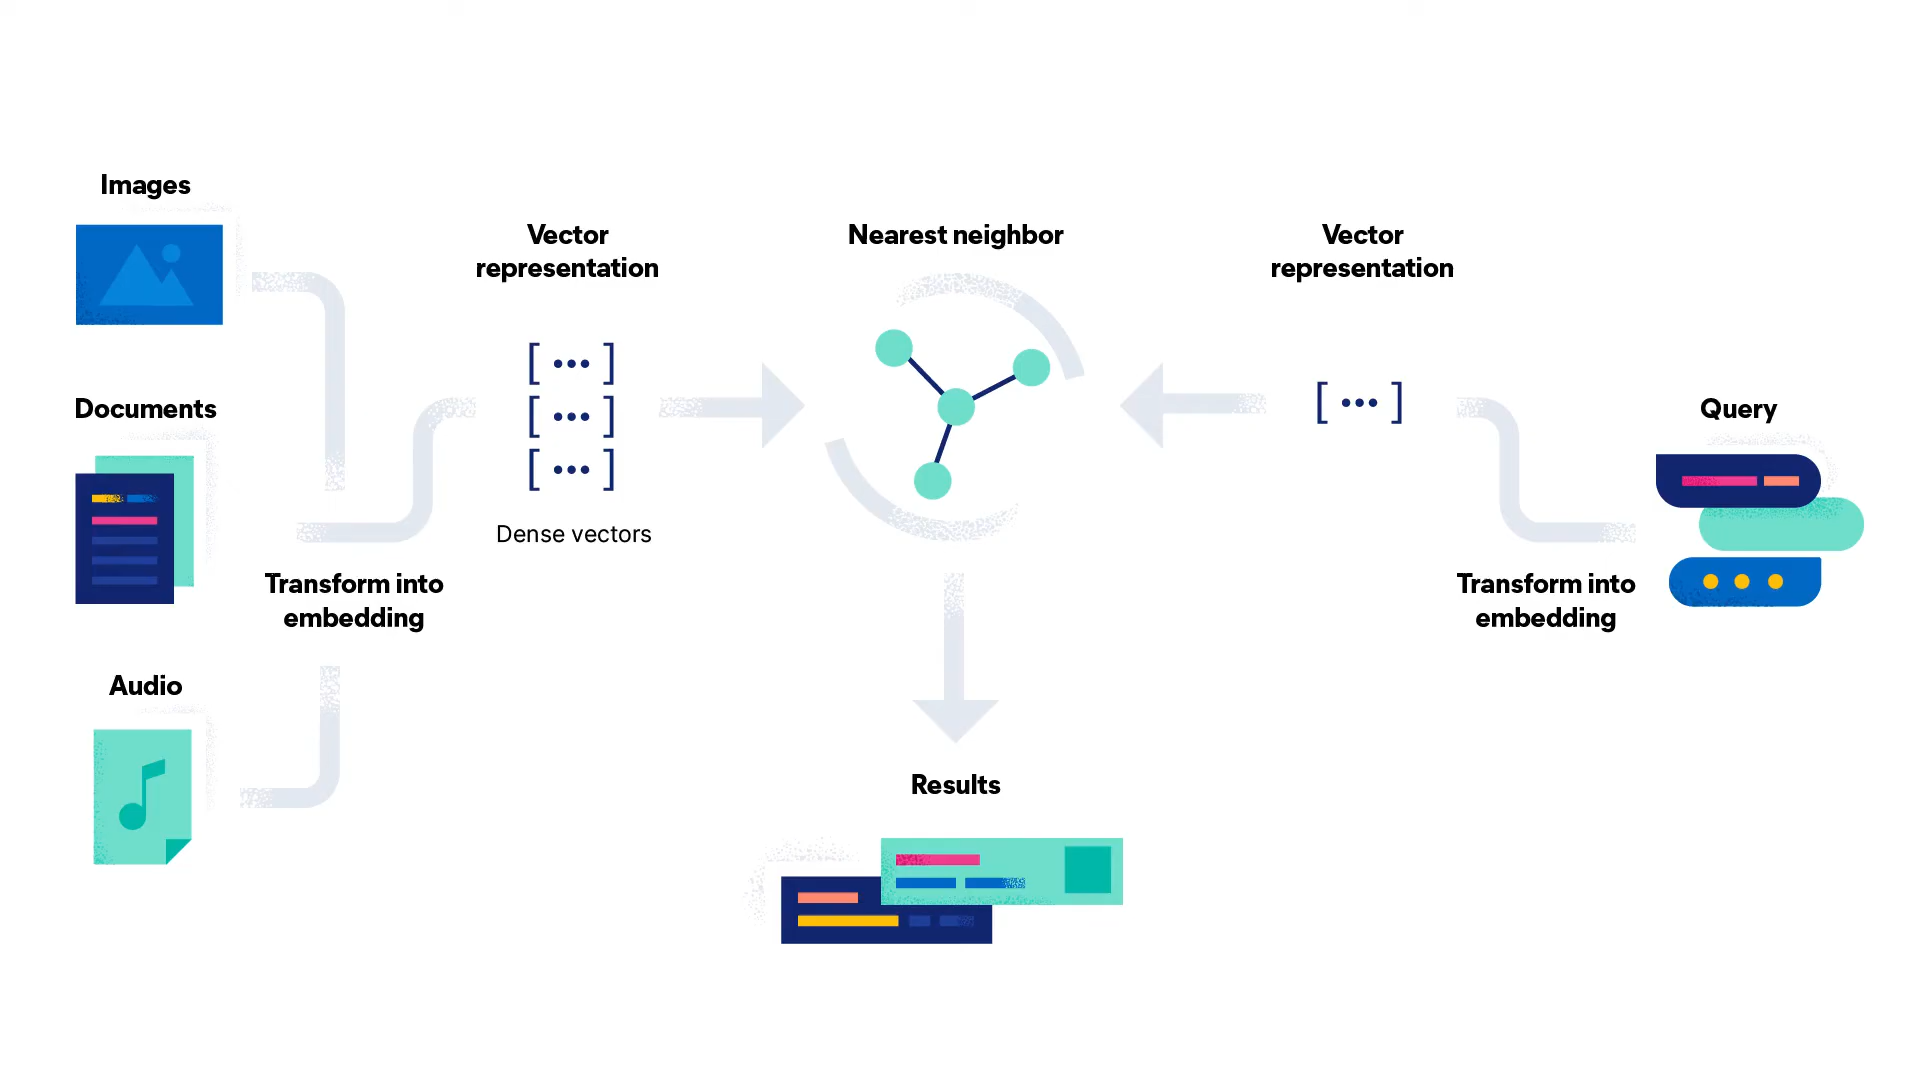 Images
Documents
Audio
Transform into
embedding
Vector
representation
Dense vectors
Nearest neighbor
Results
Vector
representation
Transform into
embedding
Query